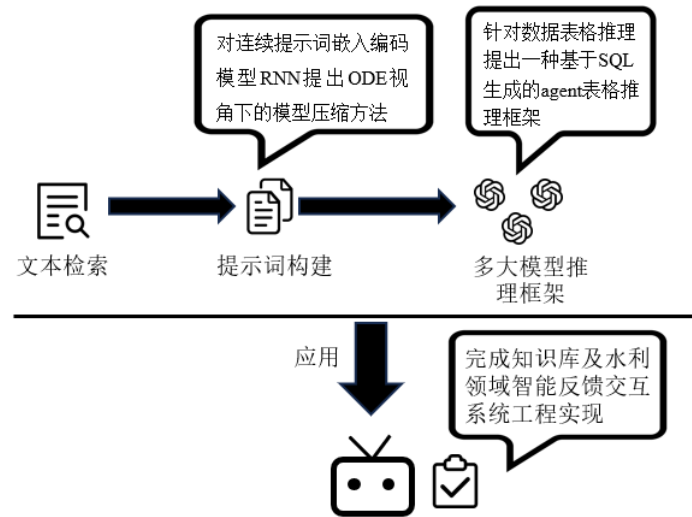 对连续提示词嵌入编码
模型RNN提出ODE视
角下的模型压缩方法
针对数据表格推理
提出一种基于SQL
生成的agent表格推
理框架
文本检索
提示词构建
多大模型推
理框架
应用
完成知识库及水利
领域智能反馈交互
系统工程实现